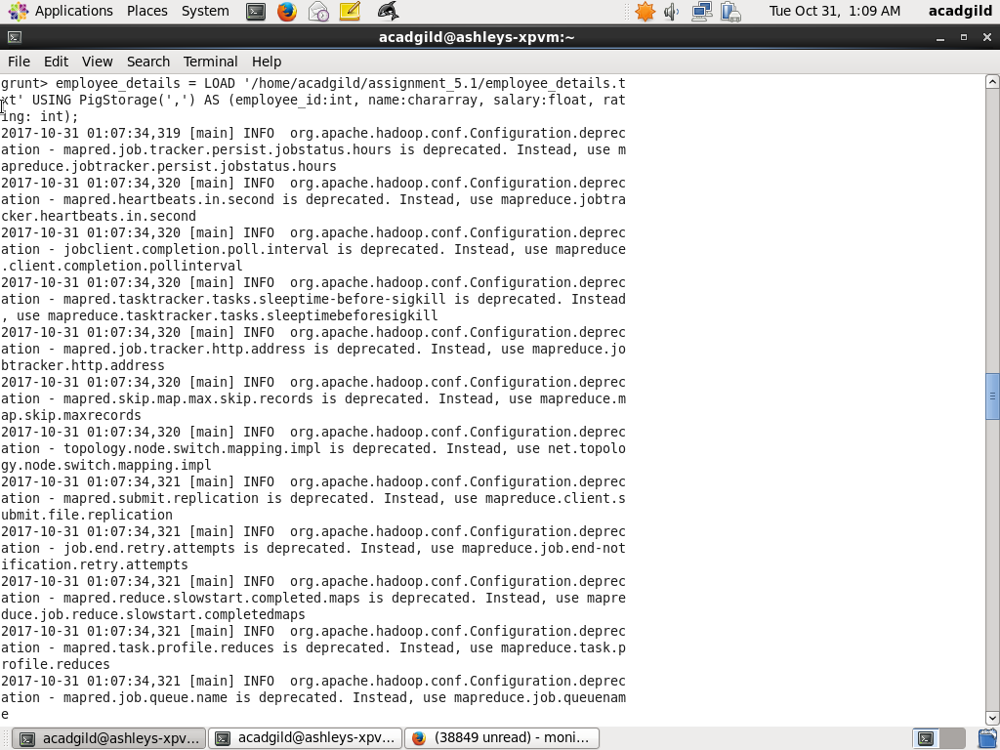 Applications Places System Tue Oct 31, 1:09 AM acadgild
acadgild@ashleys-xpvm:~
File Edit View Search Terminal Help
grunt> employee_details = LOAD '/home/acadgild/assignment_5.1/employee_details.t
xt' USING PigStorage(',') AS (employee_id:int, name:chararray, salary:float, rat
ing: int);
2017-10-31 01:07:34,319 [main] INFO  org.apache.hadoop.conf.Configuration.deprec
ation - mapred.job.tracker.persist.jobstatus.hours is deprecated. Instead, use m
apreduce.jobtracker.persist.jobstatus.hours
2017-10-31 01:07:34,320 [main] INFO  org.apache.hadoop.conf.Configuration.deprec
ation - mapred.heartbeats.in.second is deprecated. Instead, use mapreduce.jobtra
cker.heartbeats.in.second
2017-10-31 01:07:34,320 [main] INFO  org.apache.hadoop.conf.Configuration.deprec
ation - jobclient.completion.poll.interval is deprecated. Instead, use mapreduce
.client.completion.pollinterval
2017-10-31 01:07:34,320 [main] INFO  org.apache.hadoop.conf.Configuration.deprec
ation - mapred.tasktracker.tasks.sleeptime-before-sigkill is deprecated. Instead
, use mapreduce.tasktracker.tasks.sleeptimebeforesigkill
2017-10-31 01:07:34,320 [main] INFO  org.apache.hadoop.conf.Configuration.deprec
ation - mapred.job.tracker.http.address is deprecated. Instead, use mapreduce.jo
btracker.http.address
2017-10-31 01:07:34,320 [main] INFO  org.apache.hadoop.conf.Configuration.deprec
ation - mapred.skip.map.max.skip.records is deprecated. Instead, use mapreduce.m
ap.skip.maxrecords
2017-10-31 01:07:34,320 [main] INFO  org.apache.hadoop.conf.Configuration.deprec
ation - topology.node.switch.mapping.impl is deprecated. Instead, use net.topolo
gy.node.switch.mapping.impl
2017-10-31 01:07:34,321 [main] INFO  org.apache.hadoop.conf.Configuration.deprec
ation - mapred.submit.replication is deprecated. Instead, use mapreduce.client.s
ubmit.file.replication
2017-10-31 01:07:34,321 [main] INFO  org.apache.hadoop.conf.Configuration.deprec
ation - job.end.retry.attempts is deprecated. Instead, use mapreduce.job.end-not
ification.retry.attempts
2017-10-31 01:07:34,321 [main] INFO  org.apache.hadoop.conf.Configuration.deprec
ation - mapred.reduce.slowstart.completed.maps is deprecated. Instead, use mapre
duce.job.reduce.slowstart.completedmaps
2017-10-31 01:07:34,321 [main] INFO  org.apache.hadoop.conf.Configuration.deprec
ation - mapred.task.profile.reduces is deprecated. Instead, use mapreduce.task.p
rofile.reduces
2017-10-31 01:07:34,321 [main] INFO  org.apache.hadoop.conf.Configuration.deprec
ation - mapred.job.queue.name is deprecated. Instead, use mapreduce.job.queuenam
e
acadgild@ashleys-xpv... acadgild@ashleys-xpv... (38849 unread) - moni...